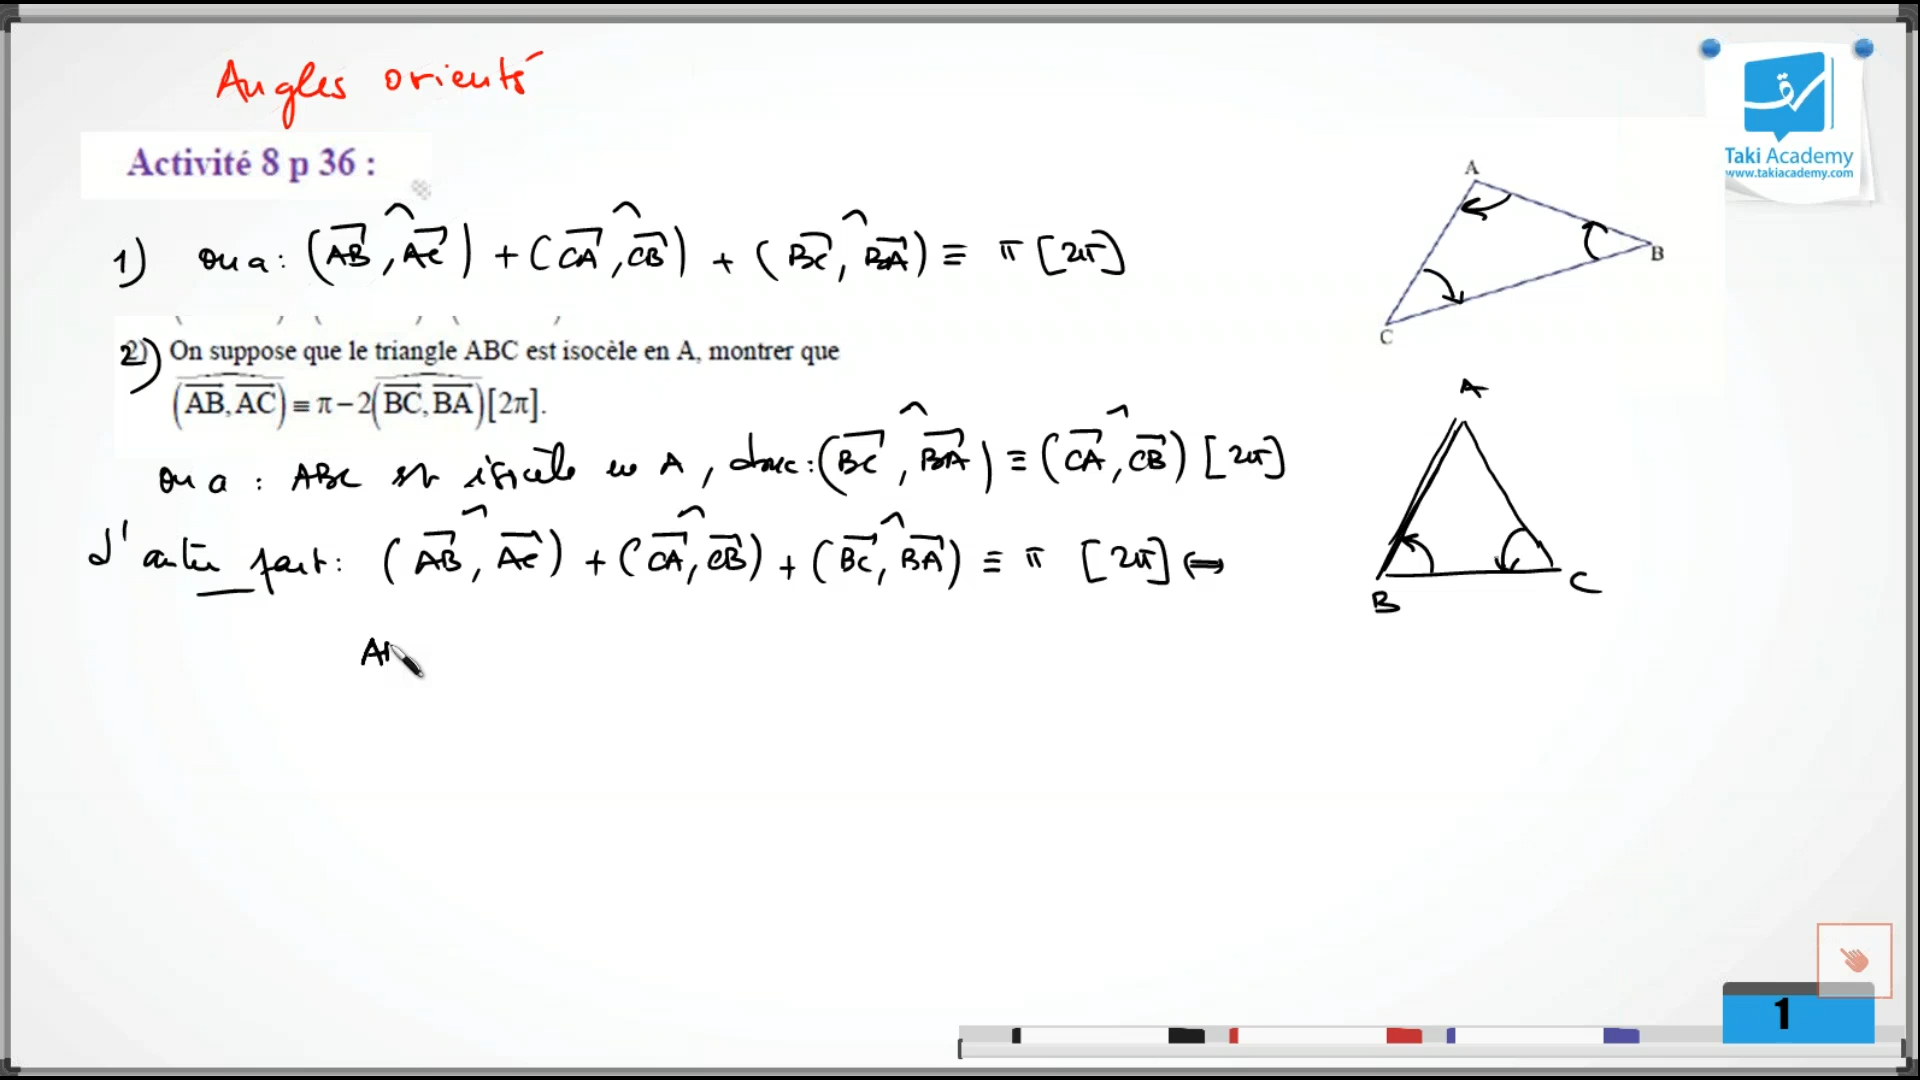 Angles orientés
Activité 8 p 36 :
1) on a : (AB, AC) + (CA, CB) + (BC, BA) ≡ π [2π]
2) On suppose que le triangle ABC est isocèle en A, montrer que
(AB, AC) ≡ π − 2(BC, BA)[2π].
on a : ABC est isocèle en A, donc : (BC, BA) ≡ (CA, CB) [2π]
d'autre part : (AB, AC) + (CA, CB) + (BC, BA) ≡ π [2π] ⇔
A
B
C
A
B
C
Taki Academy
www.takiacademy.com
1